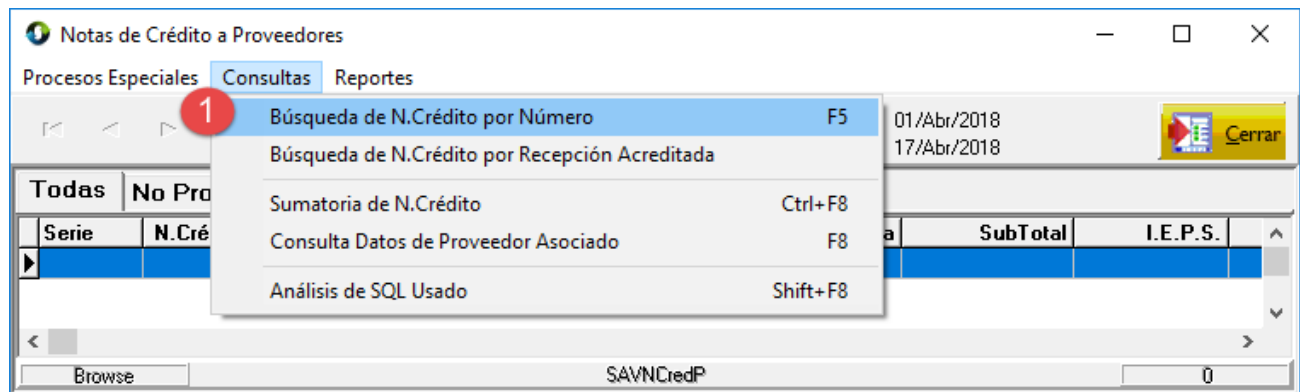 Notas de Crédito a Proveedores
Procesos Especiales Consultas Reportes
1
Búsqueda de N.Crédito por Número F5
01/Abr/2018
Cerrar
Búsqueda de N.Crédito por Recepción Acreditada
17/Abr/2018
Todas No Pro
Sumatoria de N.Crédito Ctrl+F8
Serie N.Cré a SubTotal I.E.P.S.
Consulta Datos de Proveedor Asociado F8
Análisis de SQL Usado Shift+F8
Browse SAVNCredP 0